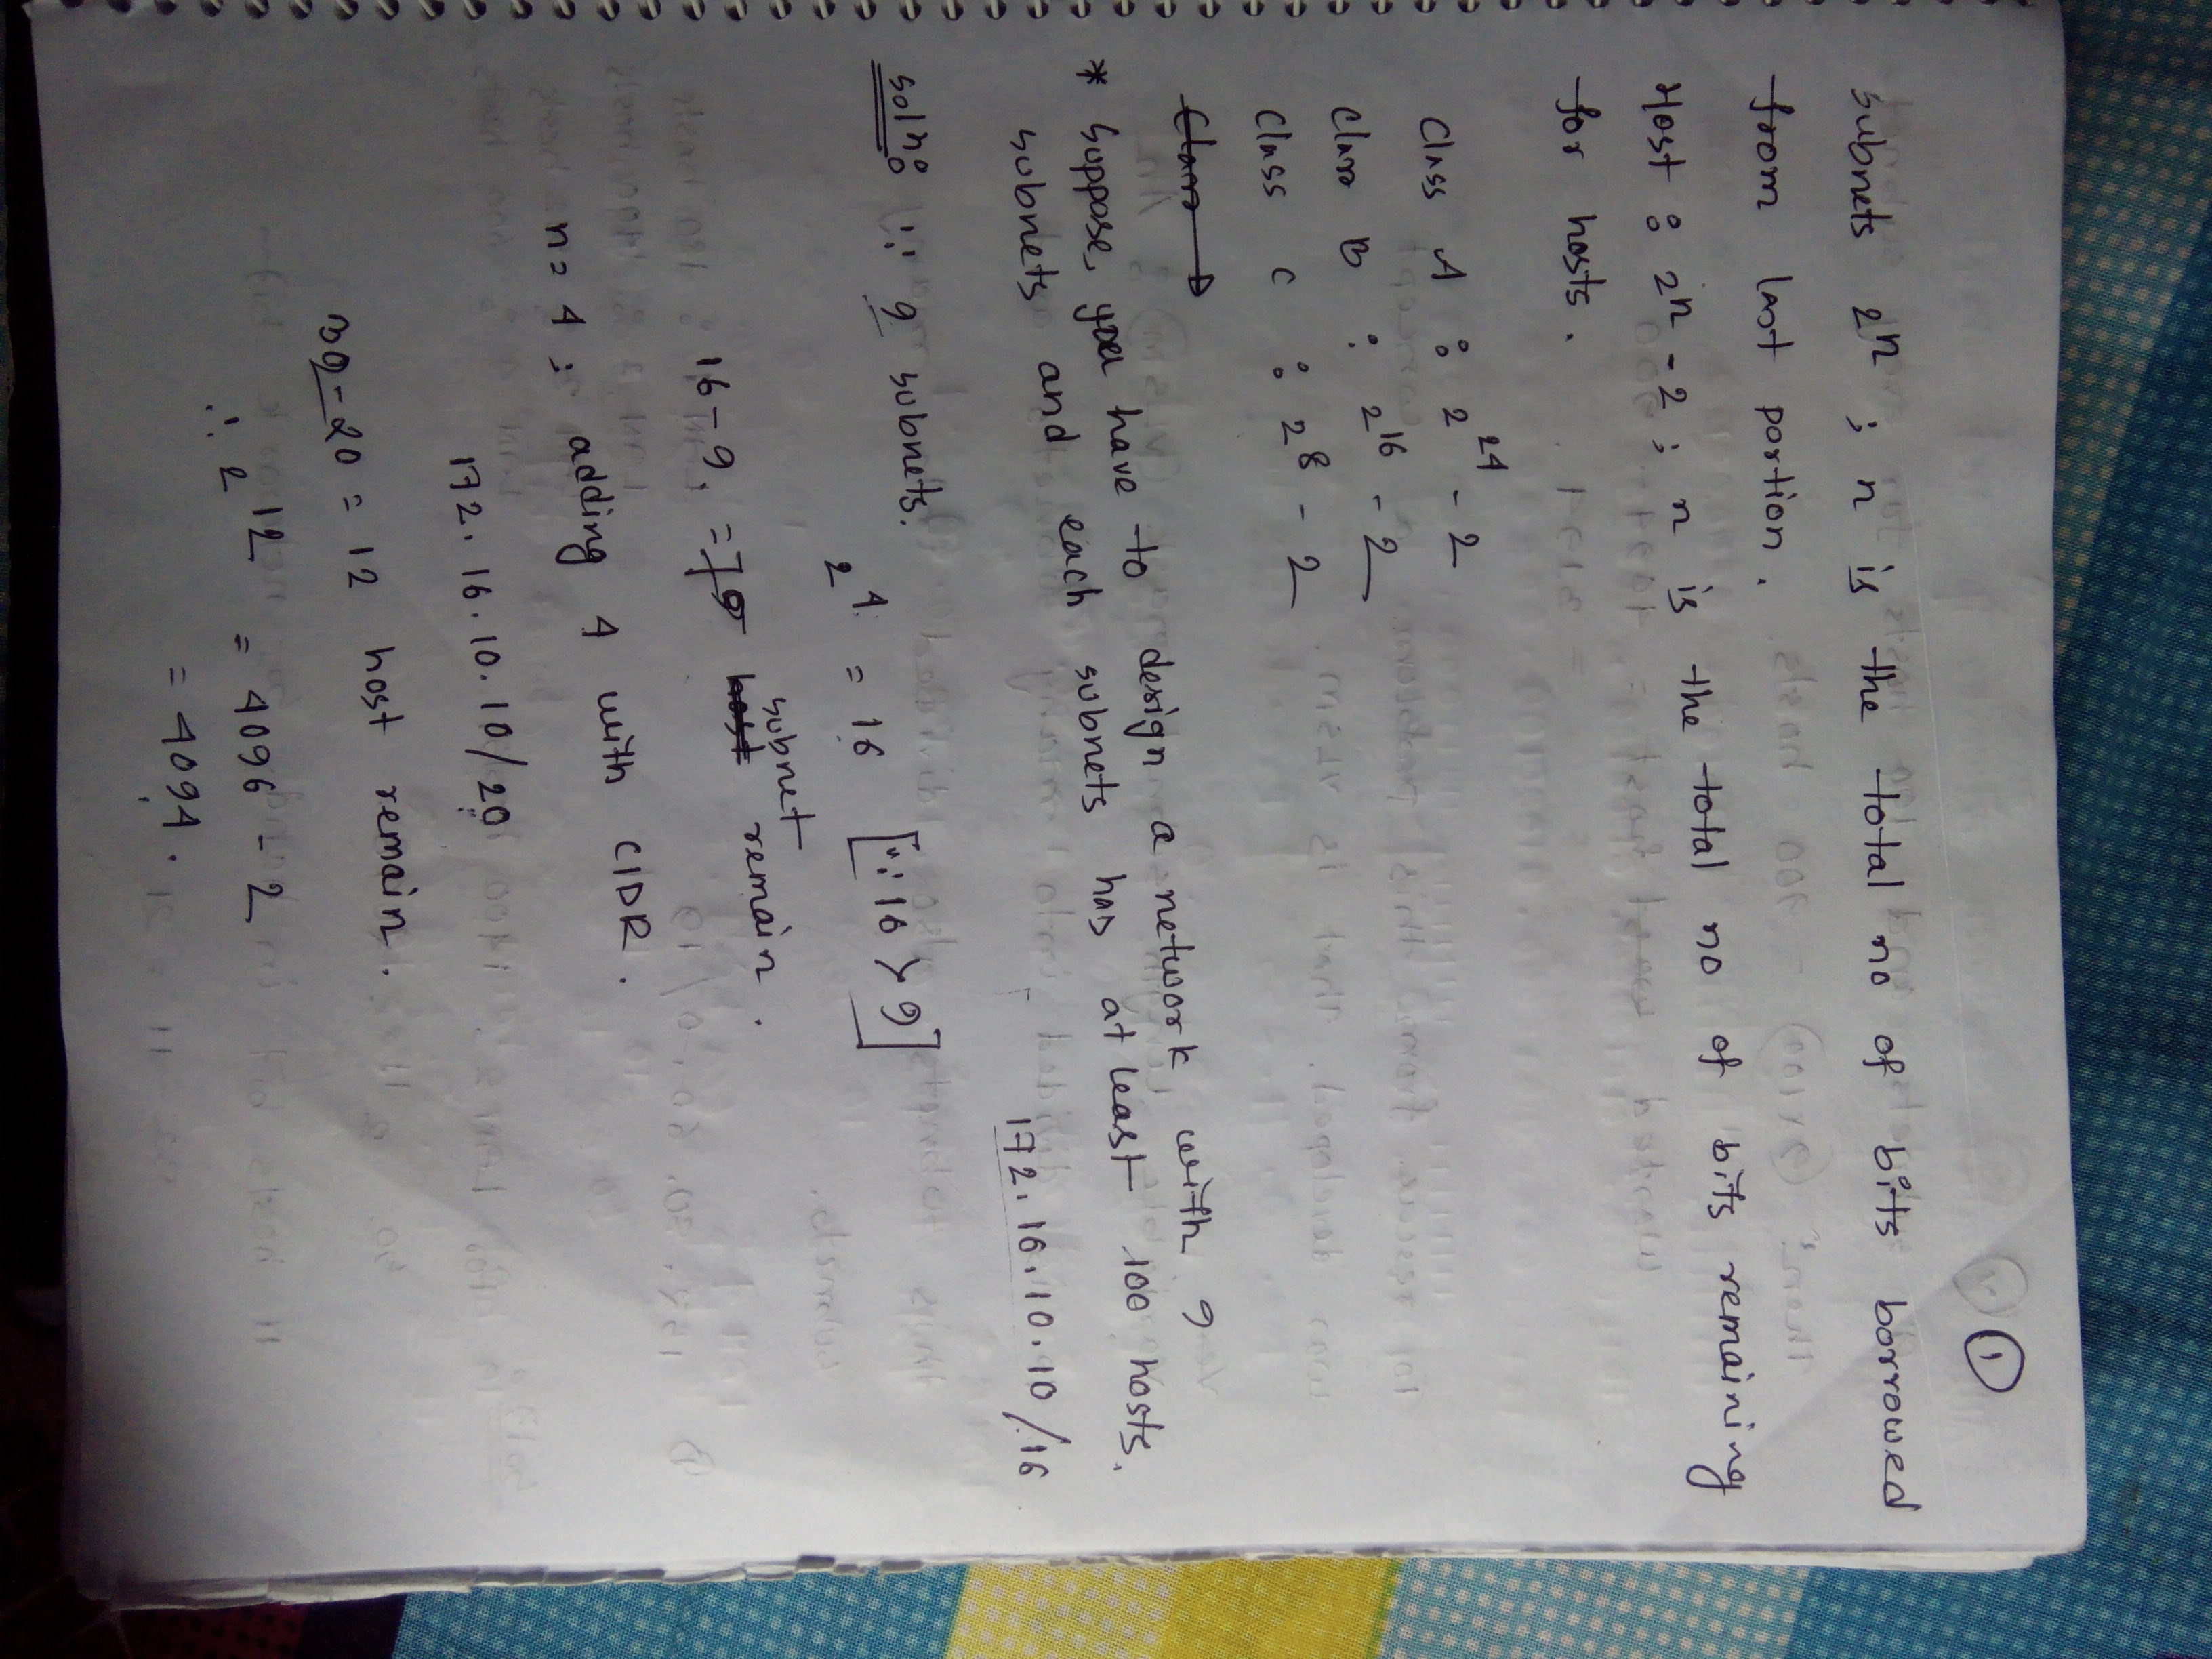 1
subnets 2^n ; n is the total no of bits borrowed
from last portion.
Host : 2^n - 2 ; n is the total no of bits remaining
for hosts.
Class A : 2^24 - 2
Class B : 2^16 - 2
Class C : 2^8 - 2
Class D
* Suppose, you have to design a network with 9
subnets and each subnets has at least 100 hosts.
172.16.10.10/16
Soln: ∵ 9 subnets.
2^4 = 16 [∵ 16 > 9]
16-9 = 7 subnet remain.
n = 4 ; adding 4 with CIDR.
172.16.10.10/20
32-20 = 12 host remain.
∴ 2^12 = 4096 - 2
= 4094.